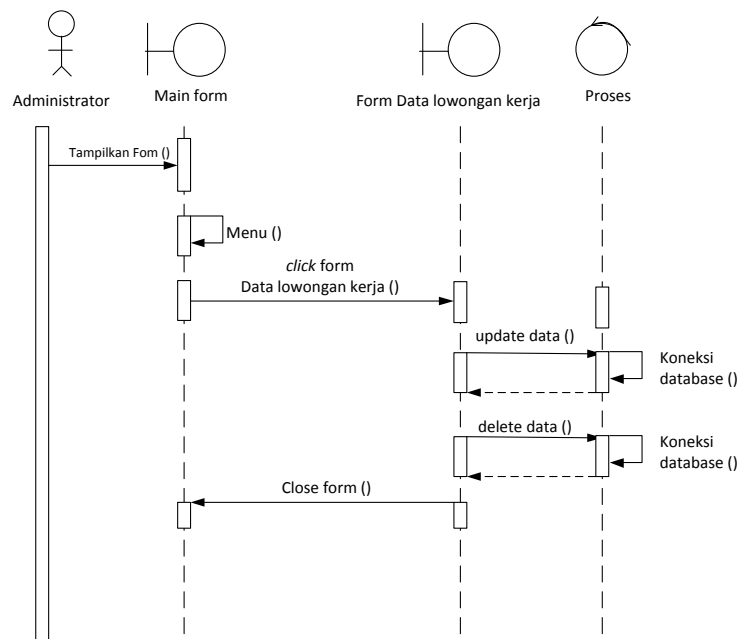 Administrator
Main form
Form Data lowongan kerja
Proses
Tampilkan Fom ()
Menu ()
click form
Data lowongan kerja ()
update data ()
Koneksi
database ()
delete data ()
Koneksi
database ()
Close form ()